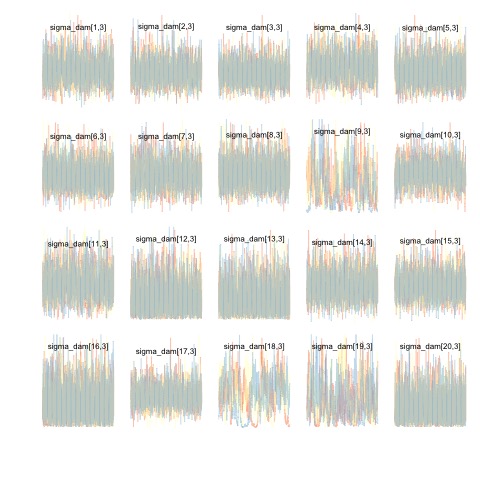 sigma_dam[1,3]
sigma_dam[2,3]
sigma_dam[3,3]
sigma_dam[4,3]
sigma_dam[5,3]
sigma_dam[6,3]
sigma_dam[7,3]
sigma_dam[8,3]
sigma_dam[9,3]
sigma_dam[10,3]
sigma_dam[11,3]
sigma_dam[12,3]
sigma_dam[13,3]
sigma_dam[14,3]
sigma_dam[15,3]
sigma_dam[16,3]
sigma_dam[17,3]
sigma_dam[18,3]
sigma_dam[19,3]
sigma_dam[20,3]